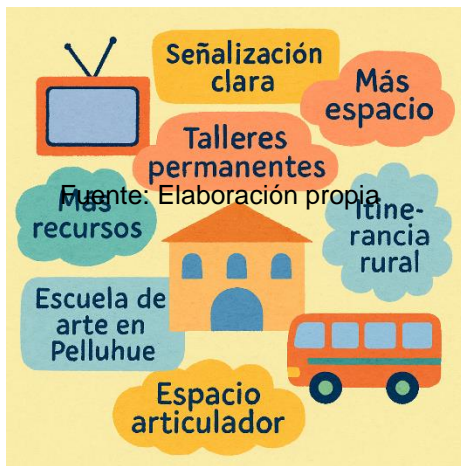 Señalización
clara
Más
espacio
Talleres
permanentes
Fuente: Elaboración propia
Más
recursos
Itine-
rancia
rural
Escuela de
arte en
Pelluhue
Espacio
articulador